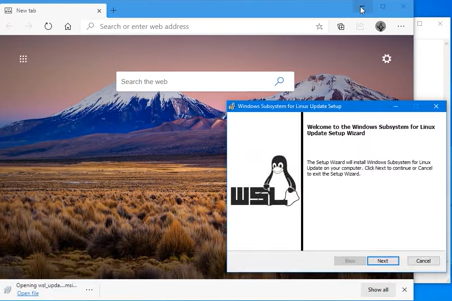 New tab
Search or enter web address
Search the web
Windows Subsystem for Linux Update Setup
Welcome to the Windows Subsystem for Linux
Update Setup Wizard
The Setup Wizard will install Windows Subsystem for Linux
Update on your computer. Click Next to continue or Cancel
to exit the Setup Wizard.
WSL
Back
Next
Cancel
Opening wsl_upda....msi...
Open file
Show all